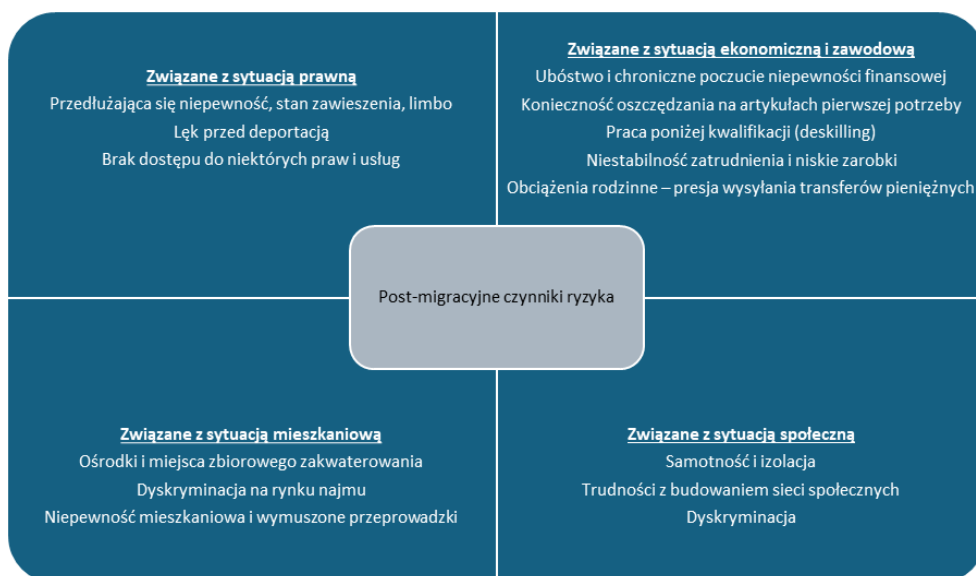 Związane z sytuacją prawną
Przedłużająca się niepewność, stan zawieszenia, limbo
Lęk przed deportacją
Brak dostępu do niektórych praw i usług
Związane z sytuacją ekonomiczną i zawodową
Ubóstwo i chroniczne poczucie niepewności finansowej
Konieczność oszczędzania na artykułach pierwszej potrzeby
Praca poniżej kwalifikacji (deskilling)
Niestabilność zatrudnienia i niskie zarobki
Obciążenia rodzinne – presja wysyłania transferów pieniężnych
Post-migracyjne czynniki ryzyka
Związane z sytuacją mieszkaniową
Ośrodki i miejsca zbiorowego zakwaterowania
Dyskryminacja na rynku najmu
Niepewność mieszkaniowa i wymuszone przeprowadzki
Związane z sytuacją społeczną
Samotność i izolacja
Trudności z budowaniem sieci społecznych
Dyskryminacja